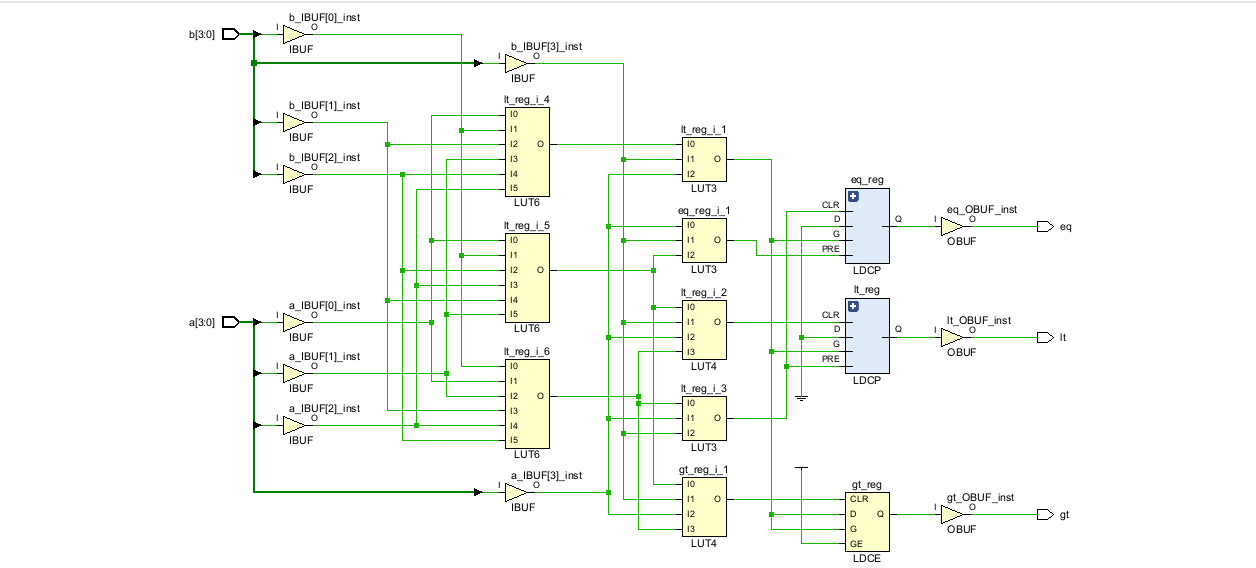 b[3:0]
b_IBUF[0]_inst
I
O
IBUF
b_IBUF[3]_inst
I
O
IBUF
b_IBUF[1]_inst
I
O
IBUF
b_IBUF[2]_inst
I
O
IBUF
lt_reg_i_4
I0
I1
I2
I3
I4
I5
O
LUT6
lt_reg_i_5
I0
I1
I2
I3
I4
I5
O
LUT6
a[3:0]
a_IBUF[0]_inst
I
O
IBUF
a_IBUF[1]_inst
I
O
IBUF
a_IBUF[2]_inst
I
O
IBUF
lt_reg_i_6
I0
I1
I2
I3
I4
I5
O
LUT6
a_IBUF[3]_inst
I
O
IBUF
lt_reg_i_1
I0
I1
I2
O
LUT3
eq_reg_i_1
I0
I1
I2
O
LUT3
lt_reg_i_2
I0
I1
I2
I3
O
LUT4
lt_reg_i_3
I0
I1
I2
O
LUT3
gt_reg_i_1
I0
I1
I2
I3
O
LUT4
eq_reg
CLR
D
G
PRE
Q
LDCP
eq_OBUF_inst
I
O
OBUF
eq
lt_reg
CLR
D
G
PRE
Q
LDCP
lt_OBUF_inst
I
O
OBUF
lt
gt_reg
CLR
D
G
GE
Q
LDCE
gt_OBUF_inst
I
O
OBUF
gt